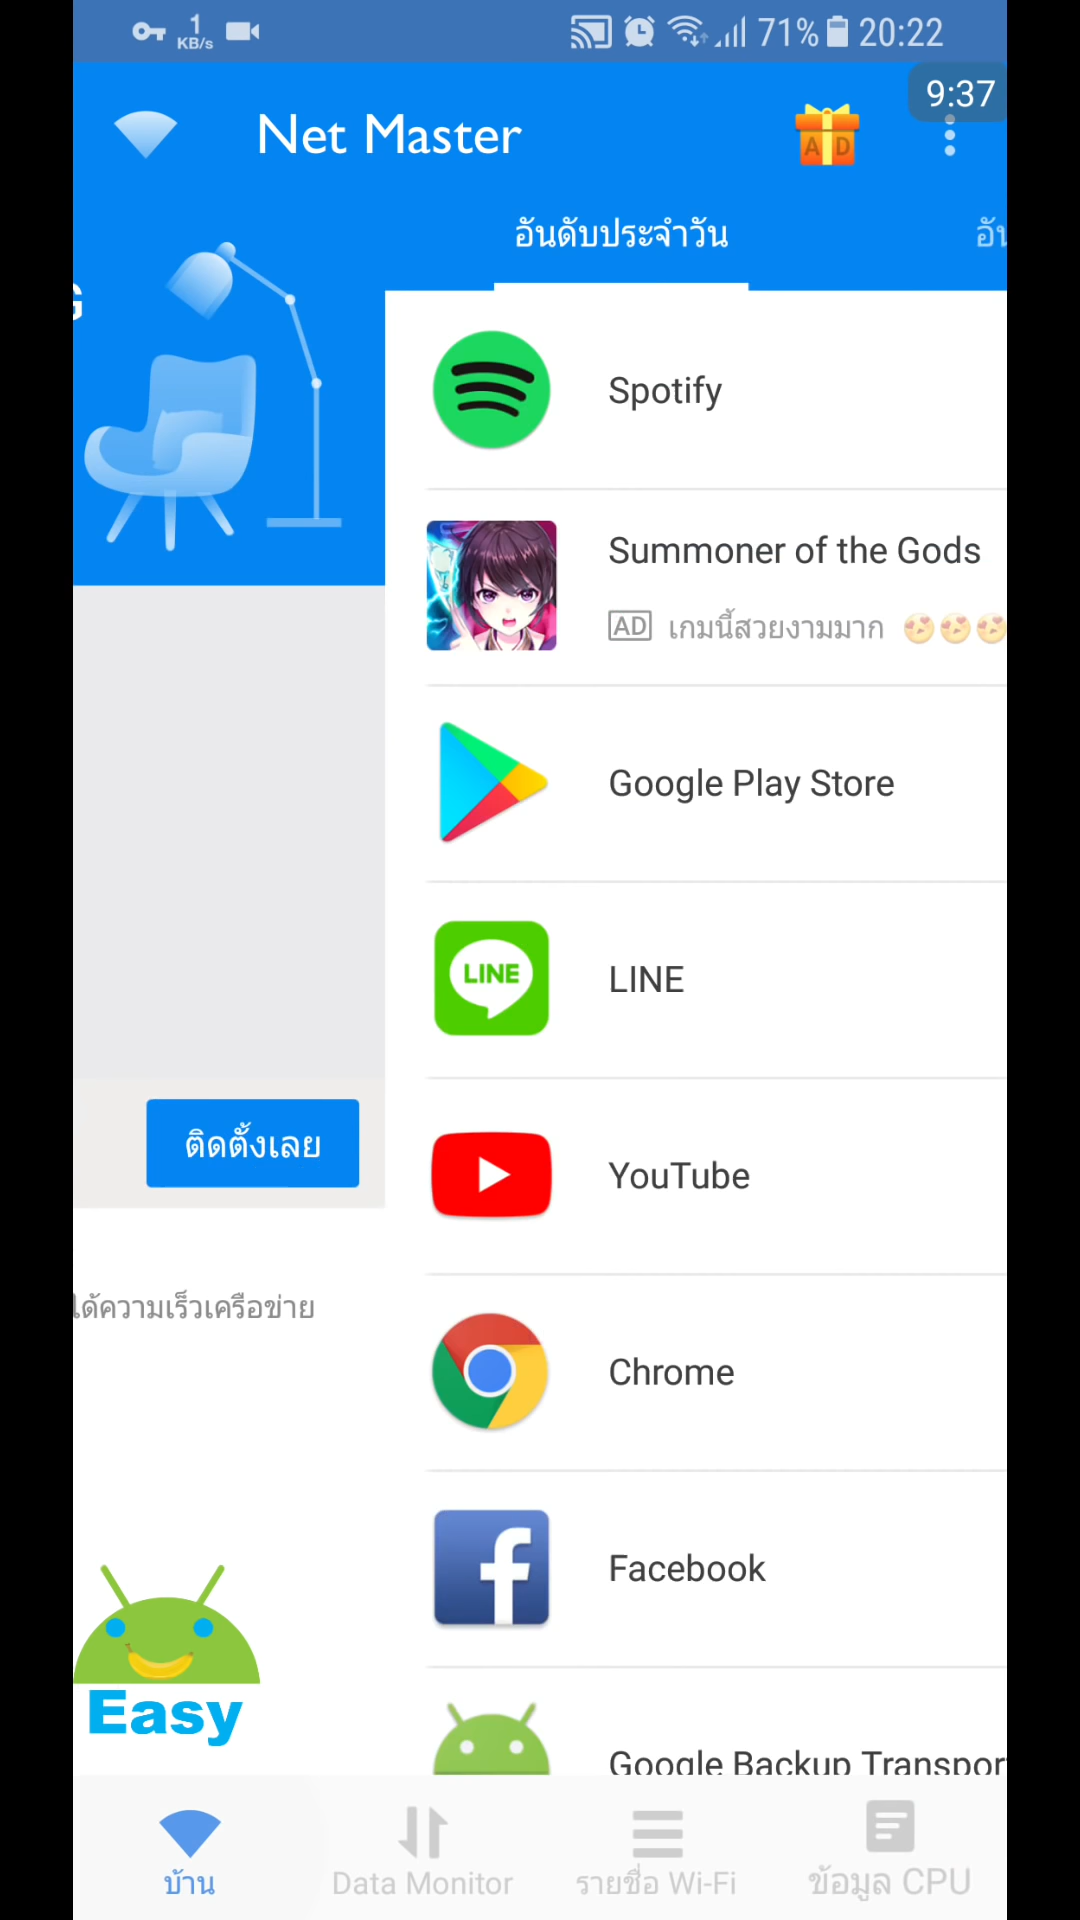 1
KB/s
71%
20:22
9:37
Net Master
AD
อันดับประจำวัน
Spotify
Summoner of the Gods
AD เกมนี้สวยงามมาก 😍😍😍
Google Play Store
LINE
LINE
YouTube
ติดตั้งเลย
ได้ความเร็วเครือข่าย
Chrome
Facebook
Easy
Google Backup Transpor
บ้าน
Data Monitor
รายชื่อ Wi-Fi
ข้อมูล CPU